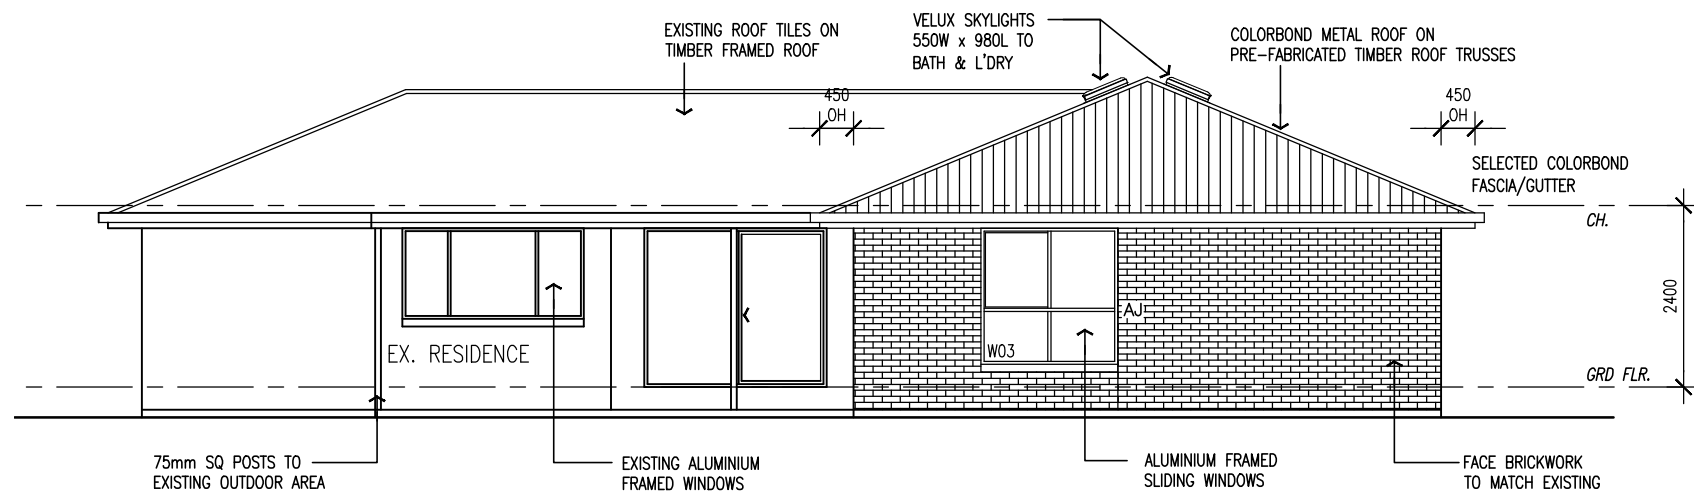 EXISTING ROOF TILES ON
TIMBER FRAMED ROOF
VELUX SKYLIGHTS
550W x 980L TO
BATH & L'DRY
COLORBOND METAL ROOF ON
PRE-FABRICATED TIMBER ROOF TRUSSES
450
OH
450
OH
SELECTED COLORBOND
FASCIA/GUTTER
CH.
2400
AJ
W03
EX. RESIDENCE
GRD FLR.
75mm SQ POSTS TO
EXISTING OUTDOOR AREA
EXISTING ALUMINIUM
FRAMED WINDOWS
ALUMINIUM FRAMED
SLIDING WINDOWS
FACE BRICKWORK
TO MATCH EXISTING